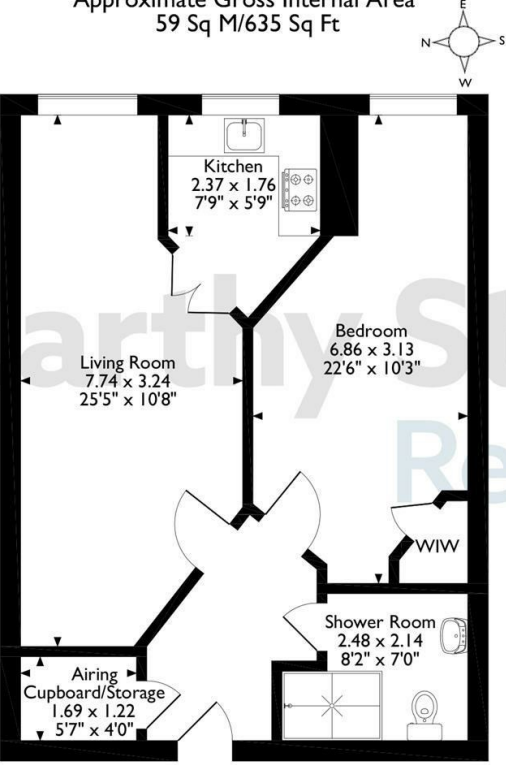 Approximate Gross Internal Area
59 Sq M/635 Sq Ft
E
N
S
W
Kitchen
2.37 x 1.76
7'9" x 5'9"
Living Room
7.74 x 3.24
25'5" x 10'8"
Bedroom
6.86 x 3.13
22'6" x 10'3"
arthy St
Re
WIW
Shower Room
2.48 x 2.14
8'2" x 7'0"
Airing
Cupboard/Storage
1.69 x 1.22
5'7" x 4'0"